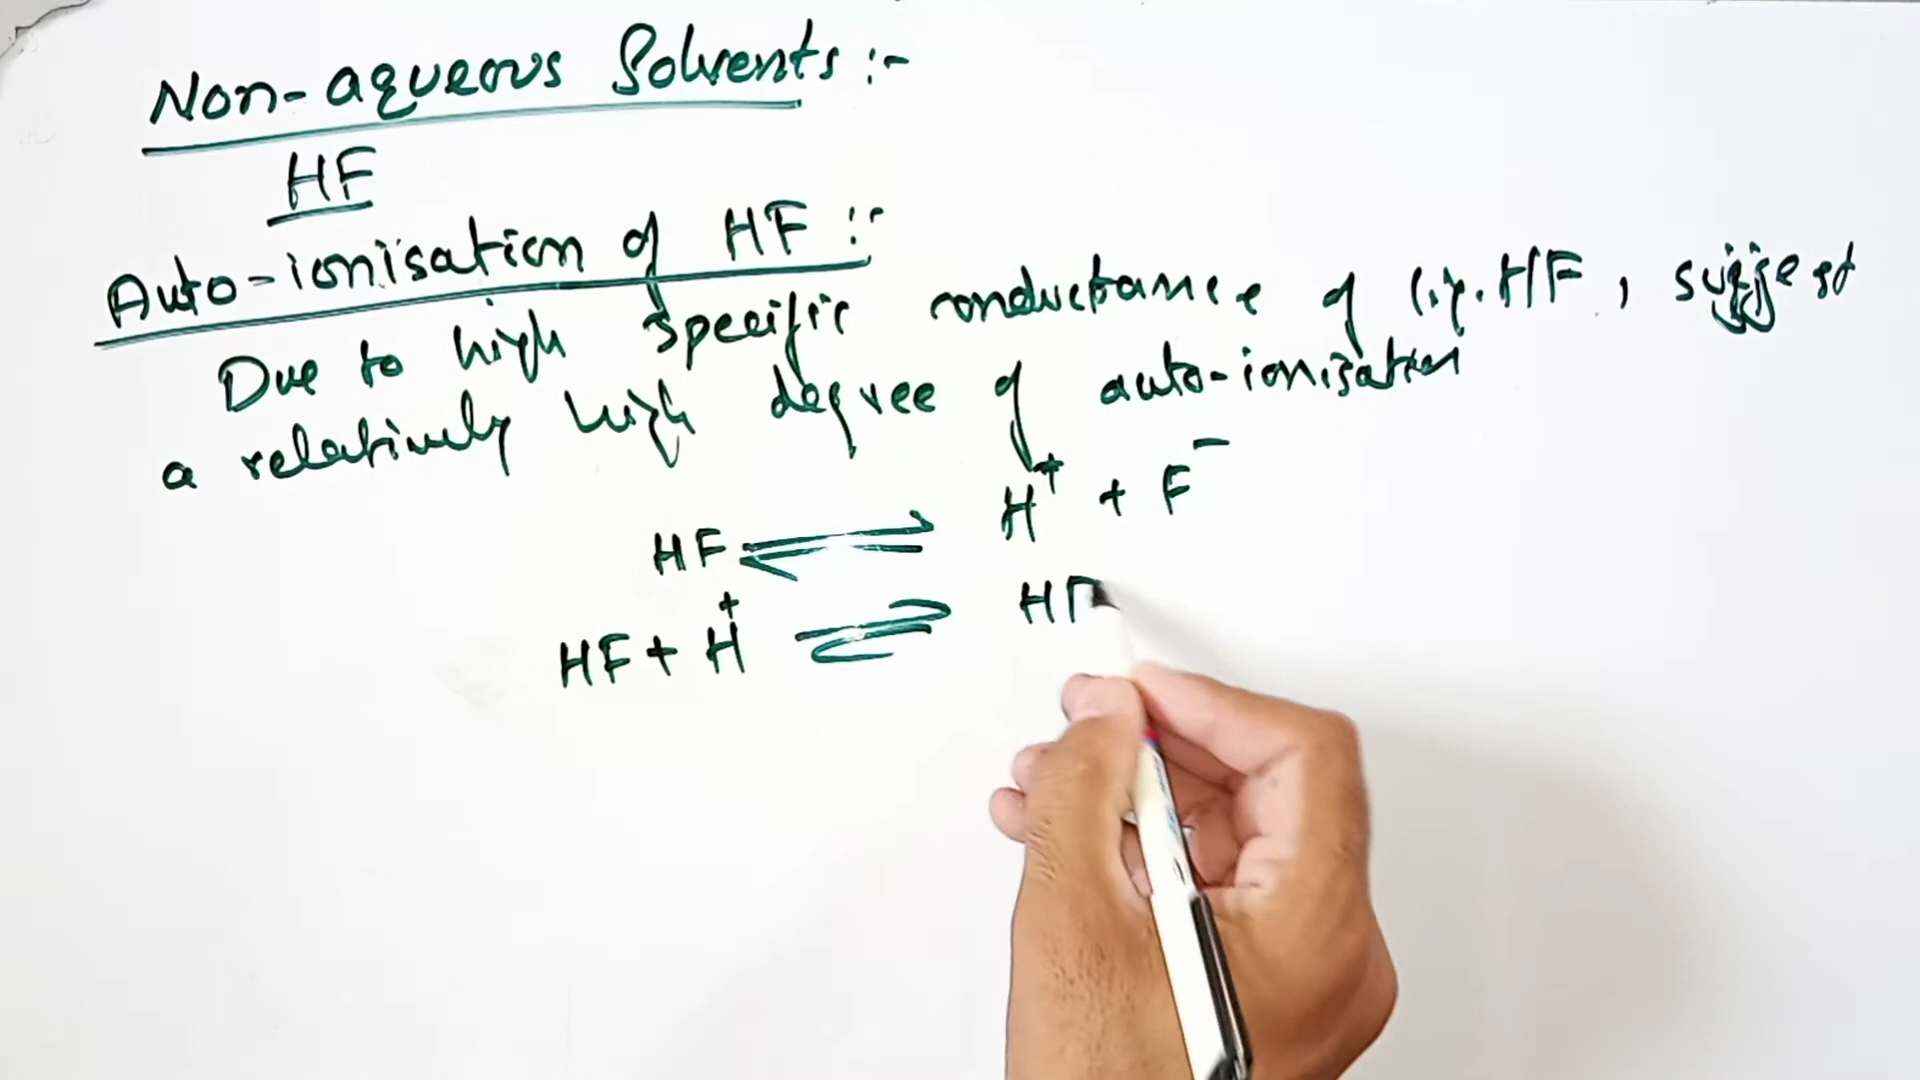 Non-aqueous Solvents :-
HF
Auto-ionisation of HF :-
Due to high specific conductance of liq. HF, suggest
a relatively high degree of auto-ionisation
HF ⇌ H⁺ + F⁻
HF + H⁺ ⇌ H